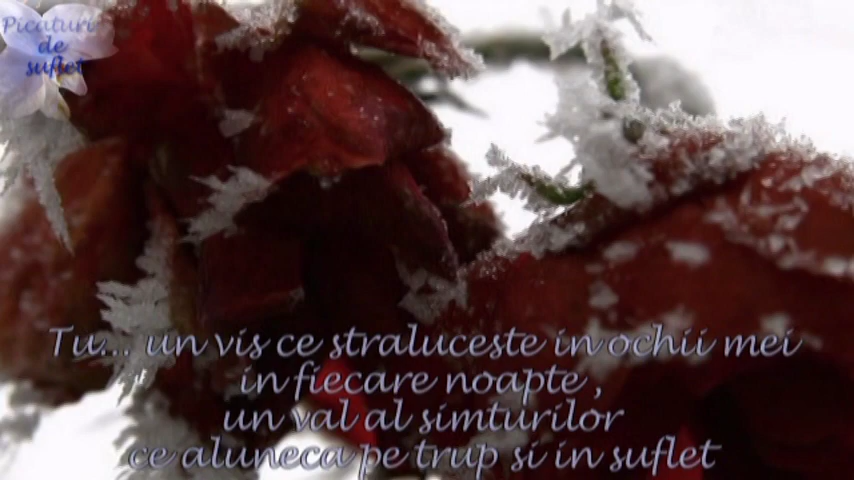 Picaturi
de
suflet
Tu... un vis ce straluceste in ochii mei
in fiecare noapte ,
un val al simturilor
ce aluneca pe trup si in suflet